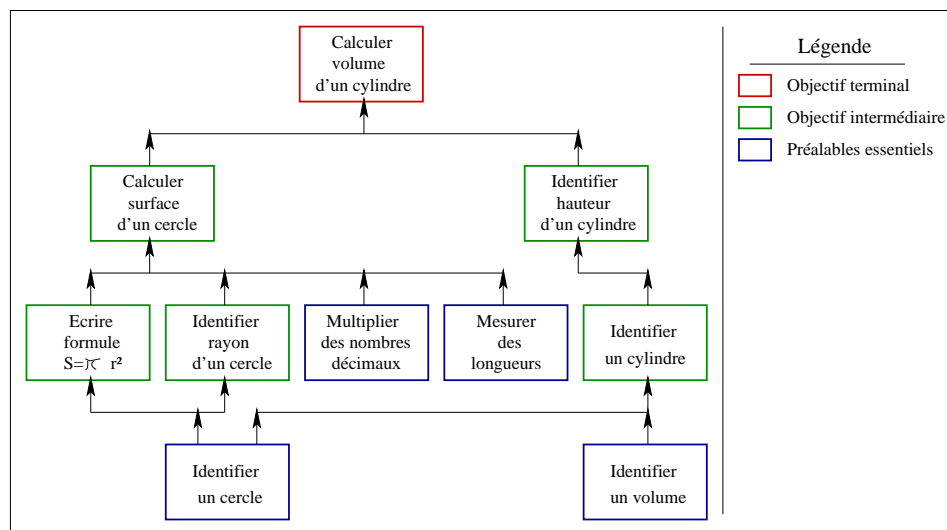 Calculer
volume
d'un cylindre
Légende
Objectif terminal
Objectif intermédiaire
Préalables essentiels
Calculer
surface
d'un cercle
Identifier
hauteur
d'un cylindre
Ecrire
formule
S=π r²
Identifier
rayon
d'un cercle
Multiplier
des nombres
décimaux
Mesurer
des
longueurs
Identifier
un cylindre
Identifier
un cercle
Identifier
un volume